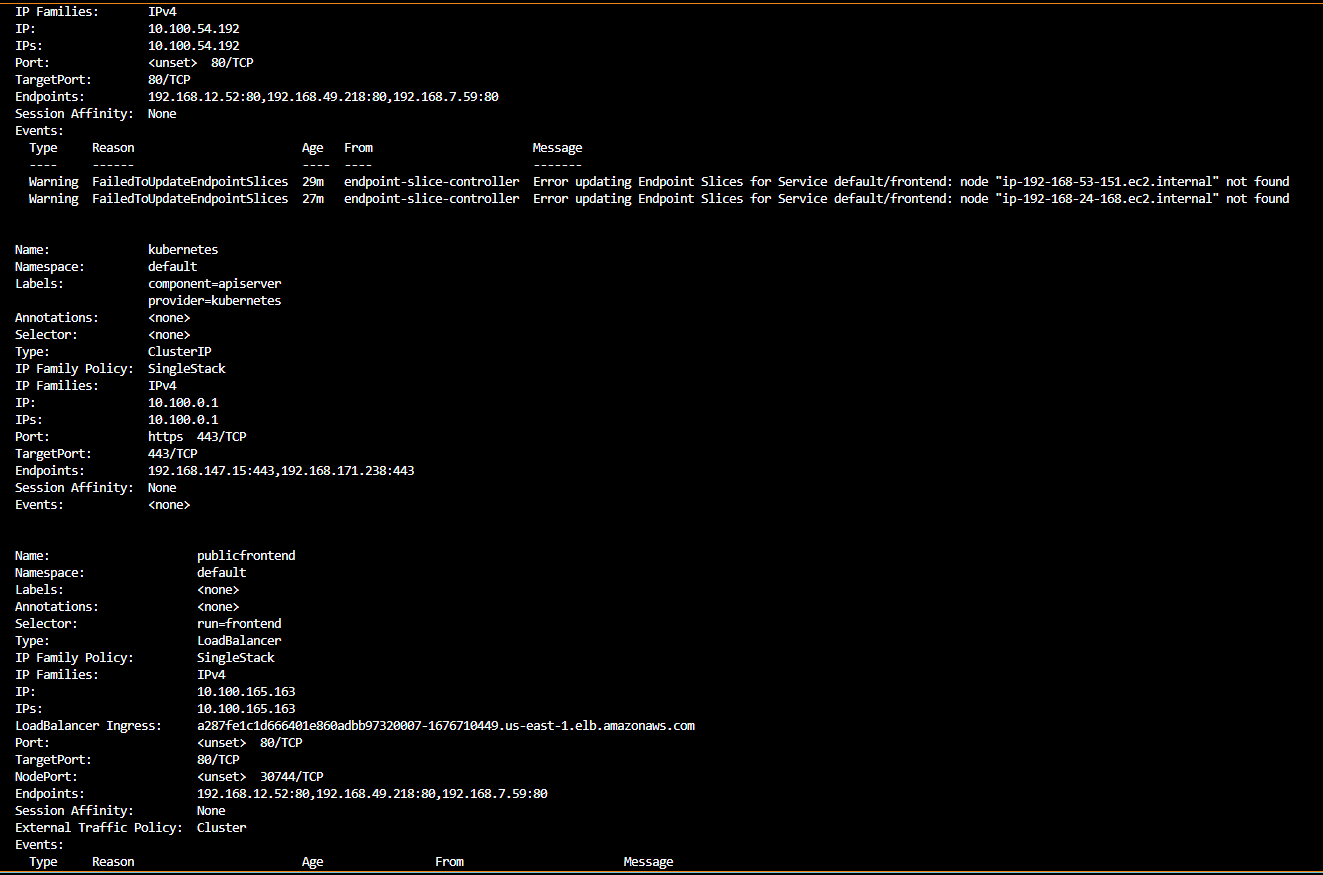 IP Families:       IPv4
IP:                10.100.54.192
IPs:               10.100.54.192
Port:              <unset>  80/TCP
TargetPort:        80/TCP
Endpoints:         192.168.12.52:80,192.168.49.218:80,192.168.7.59:80
Session Affinity:  None
Events:
  Type     Reason                        Age   From                       Message
  ----     ------                        ----  ----                       -------
  Warning  FailedToUpdateEndpointSlices  29m   endpoint-slice-controller  Error updating Endpoint Slices for Service default/frontend: node "ip-192-168-53-151.ec2.internal" not found
  Warning  FailedToUpdateEndpointSlices  27m   endpoint-slice-controller  Error updating Endpoint Slices for Service default/frontend: node "ip-192-168-24-168.ec2.internal" not found
Name:              kubernetes
Namespace:         default
Labels:            component=apiserver
                   provider=kubernetes
Annotations:       <none>
Selector:          <none>
Type:              ClusterIP
IP Family Policy:  SingleStack
IP Families:       IPv4
IP:                10.100.0.1
IPs:               10.100.0.1
Port:              https  443/TCP
TargetPort:        443/TCP
Endpoints:         192.168.147.15:443,192.168.171.238:443
Session Affinity:  None
Events:            <none>
Name:                     publicfrontend
Namespace:                default
Labels:                   <none>
Annotations:              <none>
Selector:                 run=frontend
Type:                     LoadBalancer
IP Family Policy:         SingleStack
IP Families:              IPv4
IP:                       10.100.165.163
IPs:                      10.100.165.163
LoadBalancer Ingress:     a287fe1c1d666401e860adbb97320007-1676710449.us-east-1.elb.amazonaws.com
Port:                     <unset>  80/TCP
TargetPort:               80/TCP
NodePort:                 <unset>  30744/TCP
Endpoints:                192.168.12.52:80,192.168.49.218:80,192.168.7.59:80
Session Affinity:         None
External Traffic Policy:  Cluster
Events:
  Type     Reason                        Age                From                       Message